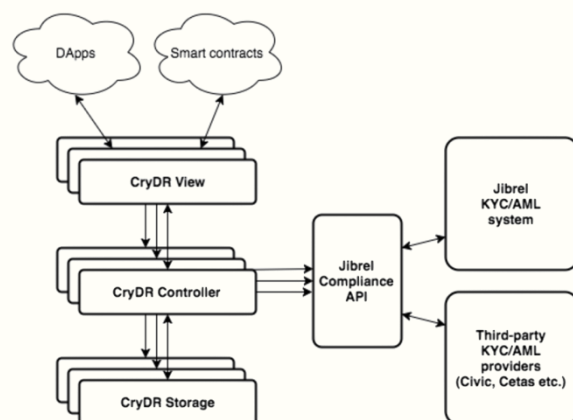 DApps
Smart contracts
CryDR View
CryDR Controller
CryDR Storage
Jibrel
Compliance
API
Jibrel
KYC/AML
system
Third-party
KYC/AML
providers
(Civic, Cetas etc.)